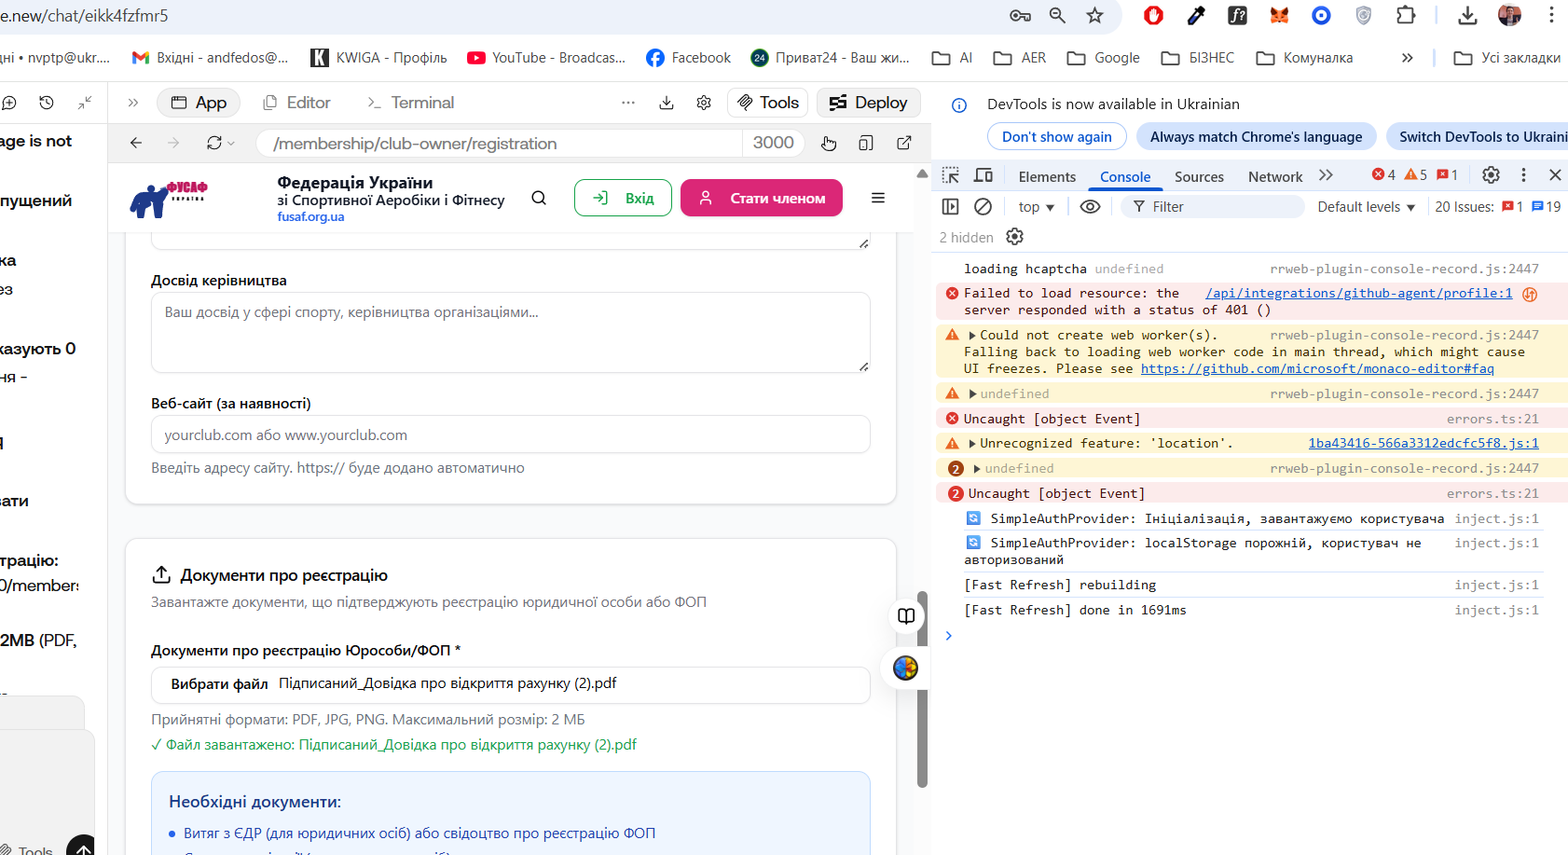 e.new/chat/eikk4fzfmr5
дні • nvptp@ukr.... Вхідні - andfedos@... KWIGA - Профіль YouTube - Broadcas... Facebook Приват24 - Ваш жи... AI AER Google БІЗНЕС Комуналка » Усі закладки
App Editor Terminal ... Tools Deploy
/membership/club-owner/registration 3000
age is not
пущений
ка
ез
казують 0
ня -
я
вати
трацію:
0/members
2MB (PDF,
Tools
ФУСАФ
УКРАЇНА
Федерація України
зі Спортивної Аеробіки і Фітнесу
fusaf.org.ua
Вхід
Стати членом
Досвід керівництва
Ваш досвід у сфері спорту, керівництва організаціями...
Веб-сайт (за наявності)
yourclub.com або www.yourclub.com
Введіть адресу сайту. https:// буде додано автоматично
Документи про реєстрацію
Завантажте документи, що підтверджують реєстрацію юридичної особи або ФОП
Документи про реєстрацію Юрособи/ФОП *
Вибрати файл Підписаний_Довідка про відкриття рахунку (2).pdf
Прийнятні формати: PDF, JPG, PNG. Максимальний розмір: 2 МБ
✓ Файл завантажено: Підписаний_Довідка про відкриття рахунку (2).pdf
Необхідні документи:
• Витяг з ЄДР (для юридичних осіб) або свідоцтво про реєстрацію ФОП
DevTools is now available in Ukrainian
Don't show again Always match Chrome's language Switch DevTools to Ukraini
Elements Console Sources Network » 4 5 1
top Filter Default levels 20 Issues: 1 19
2 hidden
loading hcaptcha undefined rrweb-plugin-console-record.js:2447
Failed to load resource: the /api/integrations/github-agent/profile:1
server responded with a status of 401 ()
Could not create web worker(s). rrweb-plugin-console-record.js:2447
Falling back to loading web worker code in main thread, which might cause
UI freezes. Please see https://github.com/microsoft/monaco-editor#faq
undefined rrweb-plugin-console-record.js:2447
Uncaught [object Event] errors.ts:21
Unrecognized feature: 'location'. 1ba43416-566a3312edcfc5f8.js:1
2 undefined rrweb-plugin-console-record.js:2447
2 Uncaught [object Event] errors.ts:21
SimpleAuthProvider: Ініціалізація, завантажуємо користувача inject.js:1
SimpleAuthProvider: localStorage порожній, користувач не inject.js:1
авторизований
[Fast Refresh] rebuilding inject.js:1
[Fast Refresh] done in 1691ms inject.js:1